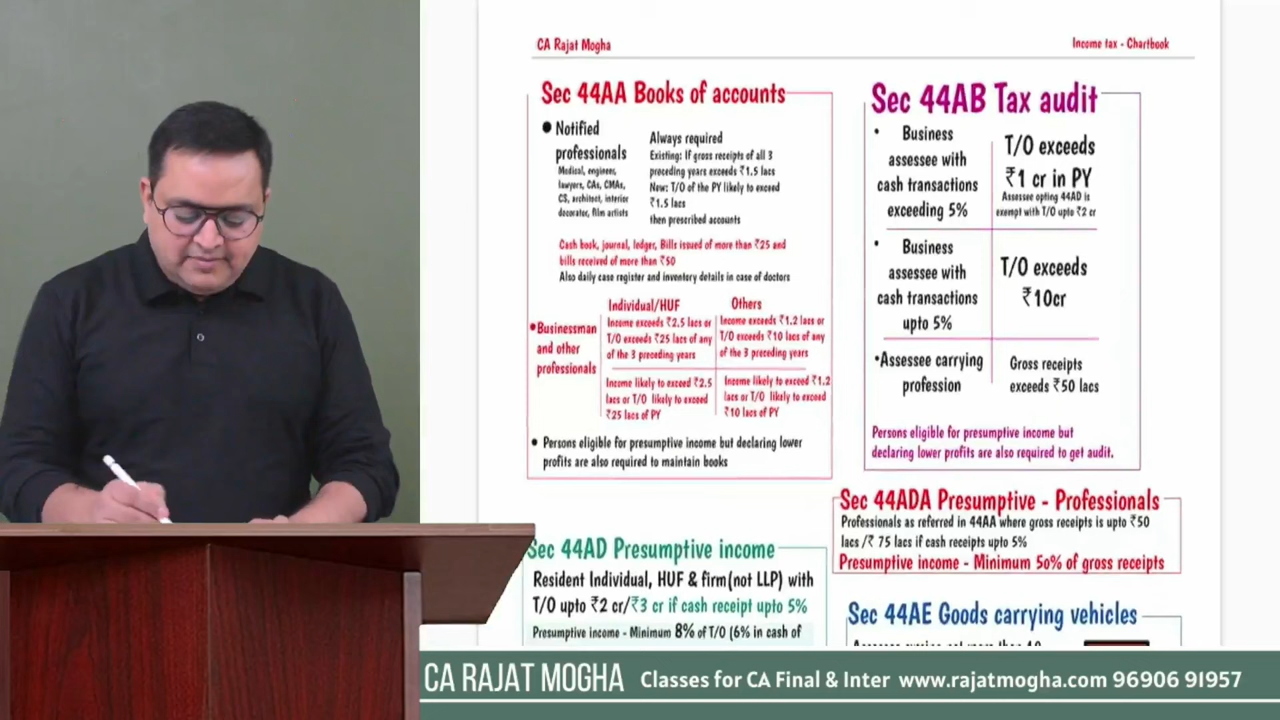 CA Rajat Mogha
Income tax - Chartbook
Sec 44AA Books of accounts
● Notified
professionals
Medical, engineer,
lawyers, CAs, CMAs,
CS, architect, interior
decorator, film artists
Always required
Existing: If gross receipts of all 3
preceding years exceeds ₹1.5 lacs
New: T/O of the PY likely to exceed
₹1.5 lacs
then prescribed accounts
Cash book, journal, ledger, Bills issued of more than ₹25 and
bills received of more than ₹50
Also daily case register and inventory details in case of doctors
Individual/HUF
Others
•Businessman
and other
professionals
Income exceeds ₹2.5 lacs or
T/O exceeds ₹25 lacs of any
of the 3 preceding years
Income exceeds ₹1.2 lacs or
T/O exceeds ₹10 lacs of any
of the 3 preceding years
Income likely to exceed ₹2.5
lacs or T/O likely to exceed
₹25 lacs of PY
Income likely to exceed ₹1.2
lacs or T/O likely to exceed
₹10 lacs of PY
• Persons eligible for presumptive income but declaring lower
profits are also required to maintain books
Sec 44AB Tax audit
• Business
assessee with
cash transactions
exceeding 5%
T/O exceeds
₹1 cr in PY
Assessee opting 44AD is
exempt with T/O upto ₹2 cr
• Business
assessee with
cash transactions
upto 5%
T/O exceeds
₹10cr
•Assessee carrying
profession
Gross receipts
exceeds ₹50 lacs
Persons eligible for presumptive income but
declaring lower profits are also required to get audit.
Sec 44ADA Presumptive - Professionals
Professionals as referred in 44AA where gross receipts is upto ₹50
lacs /₹ 75 lacs if cash receipts upto 5%
Presumptive income - Minimum 50% of gross receipts
Sec 44AD Presumptive income
Resident Individual, HUF & firm(not LLP) with
T/O upto ₹2 cr/₹3 cr if cash receipt upto 5%
Presumptive income - Minimum 8% of T/O (6% in cash of
Sec 44AE Goods carrying vehicles
CA RAJAT MOGHA Classes for CA Final & Inter www.rajatmogha.com 96906 91957